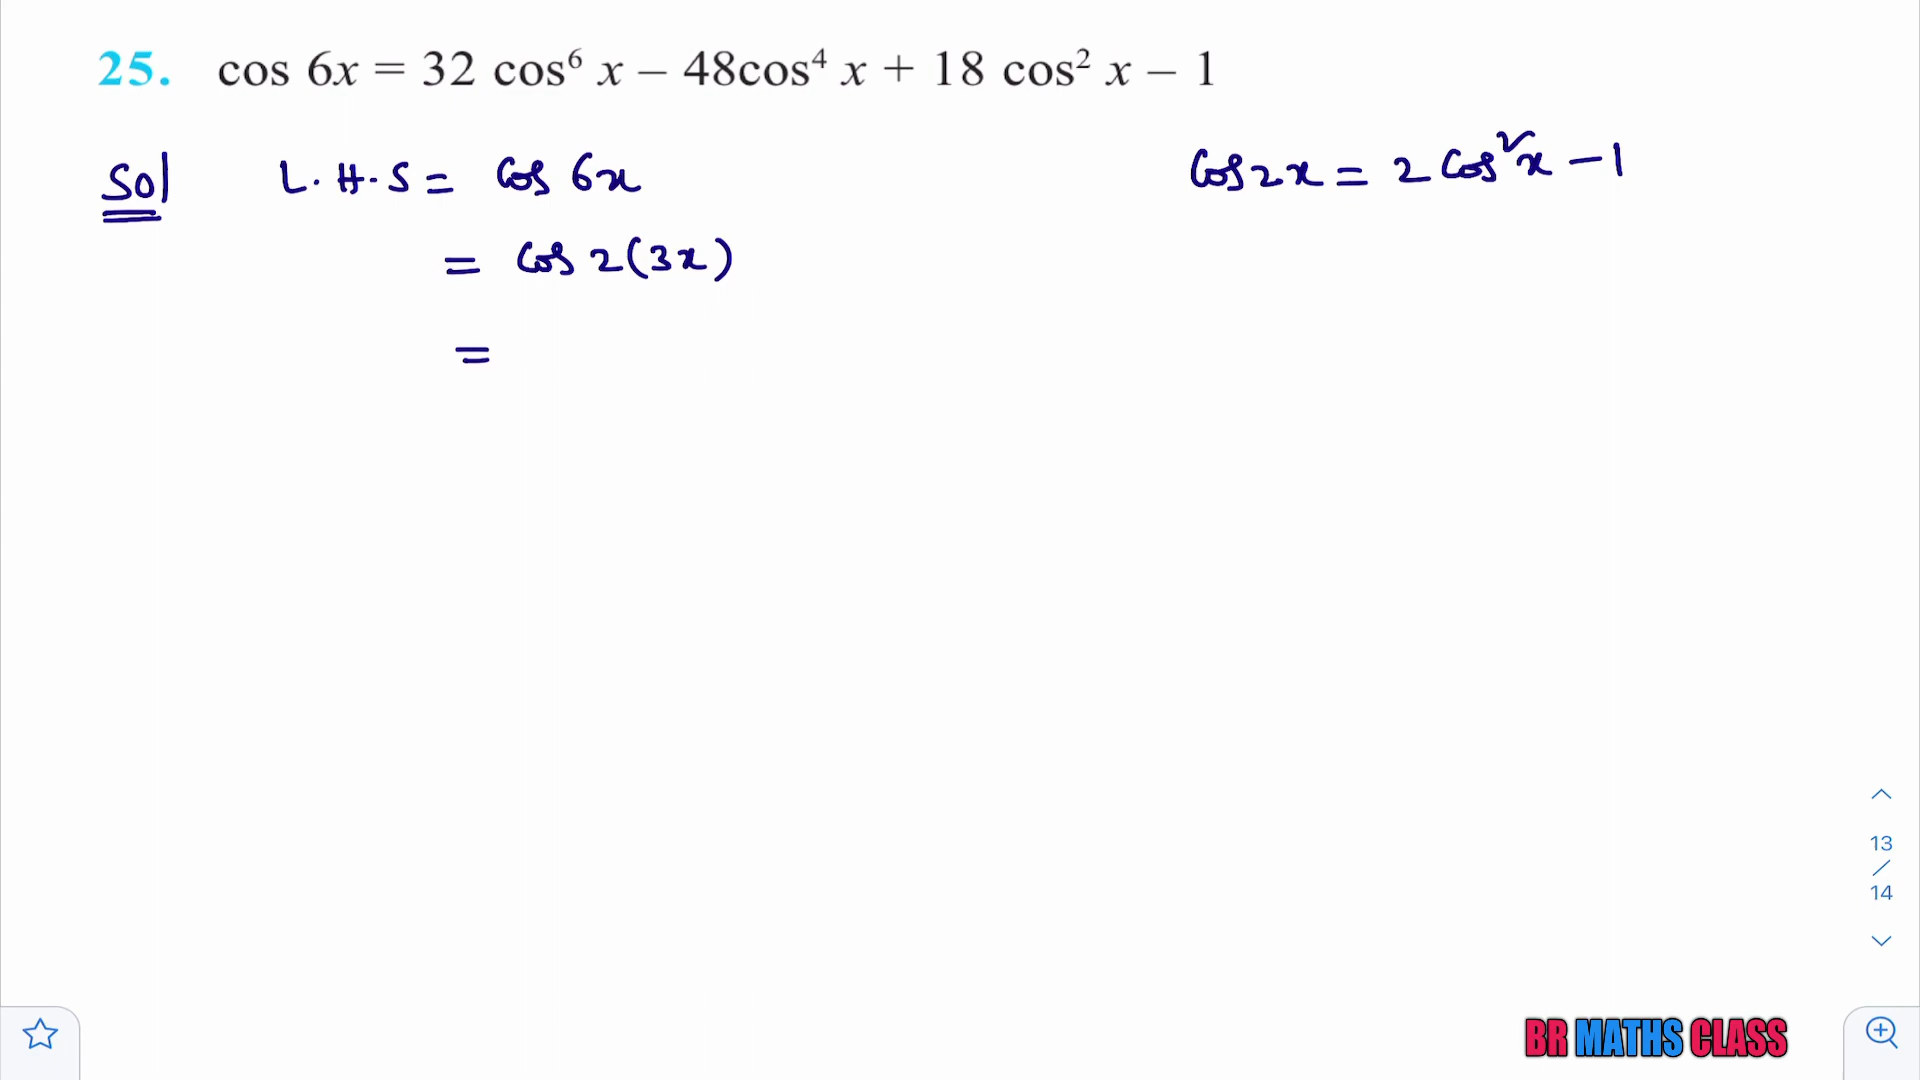 25. cos 6x = 32 cos⁶ x – 48cos⁴ x + 18 cos² x – 1
Sol L.H.S = Cos 6x
Cos 2x = 2 Cos²x – 1
= Cos 2(3x)
=
13
/
14
BR MATHS CLASS